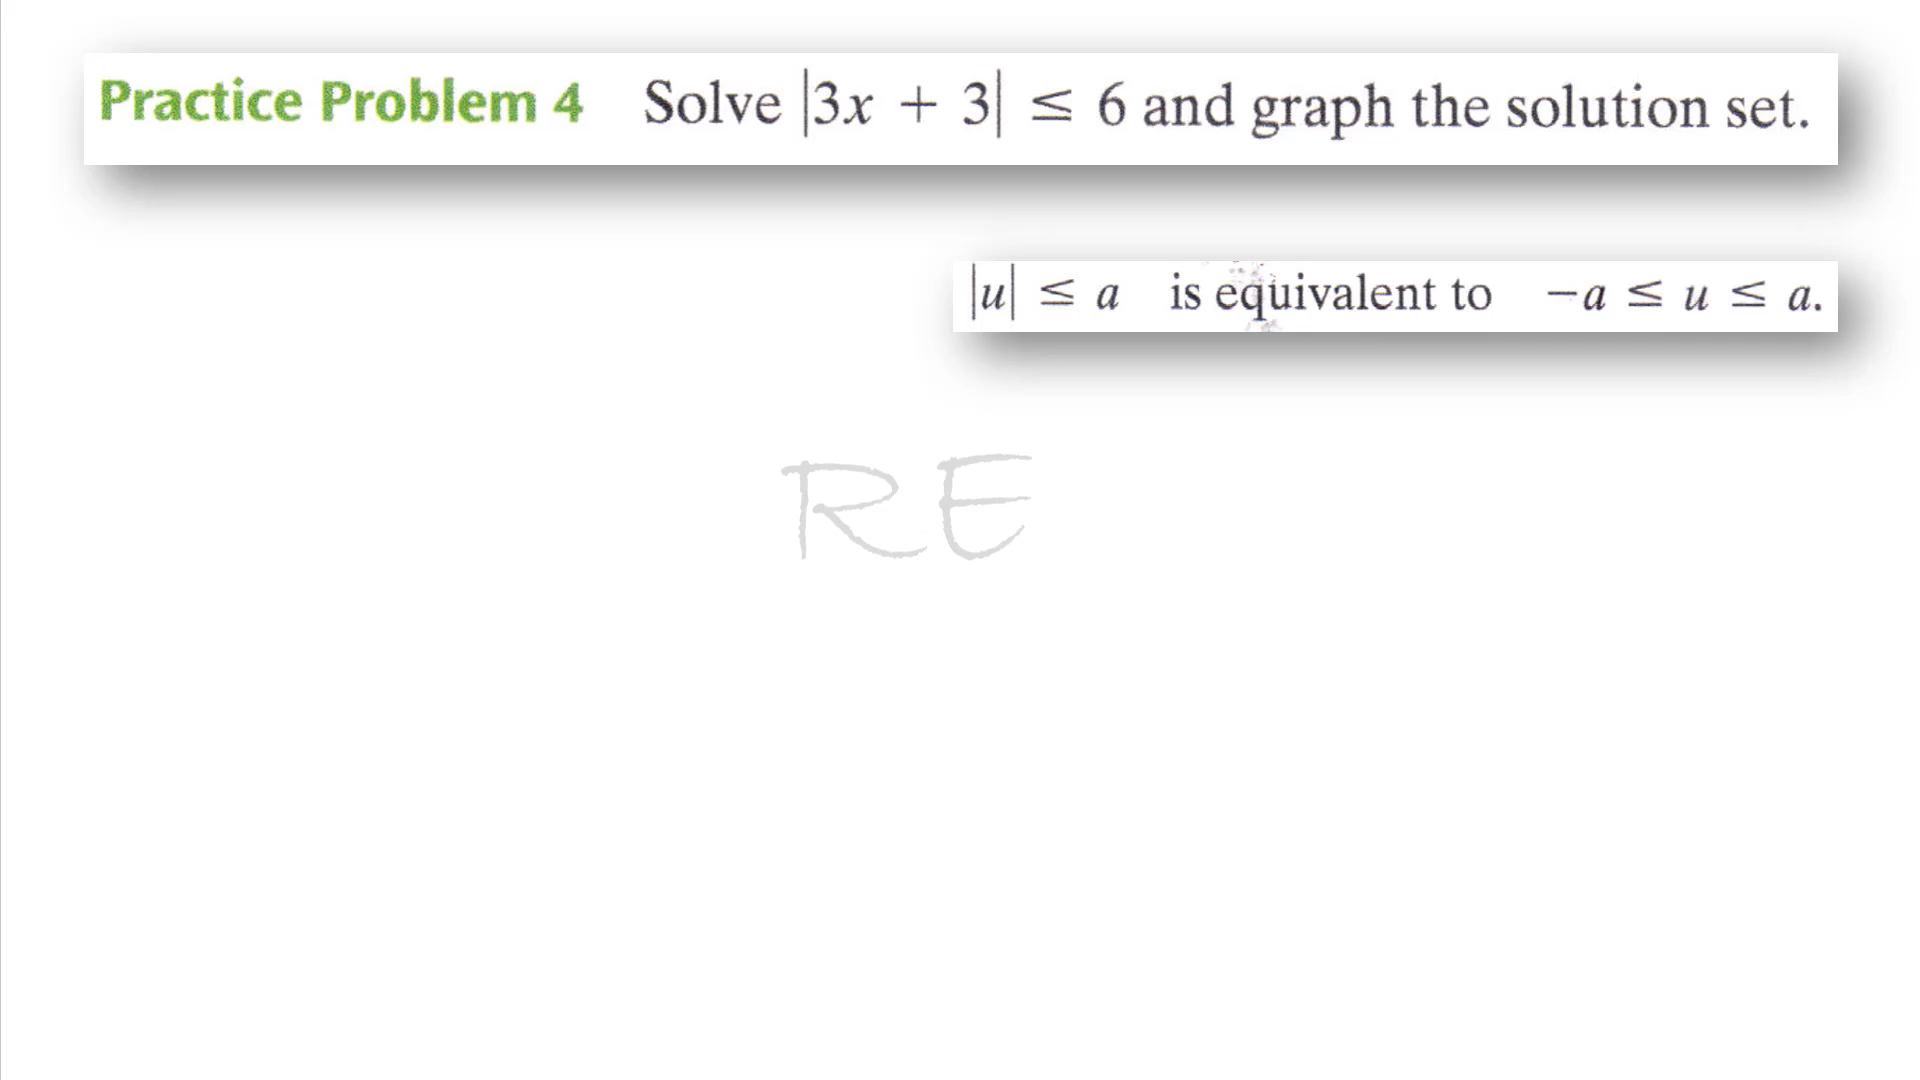 Practice Problem 4 Solve |3x + 3| ≤ 6 and graph the solution set.
|u| ≤ a is equivalent to −a ≤ u ≤ a.
RE